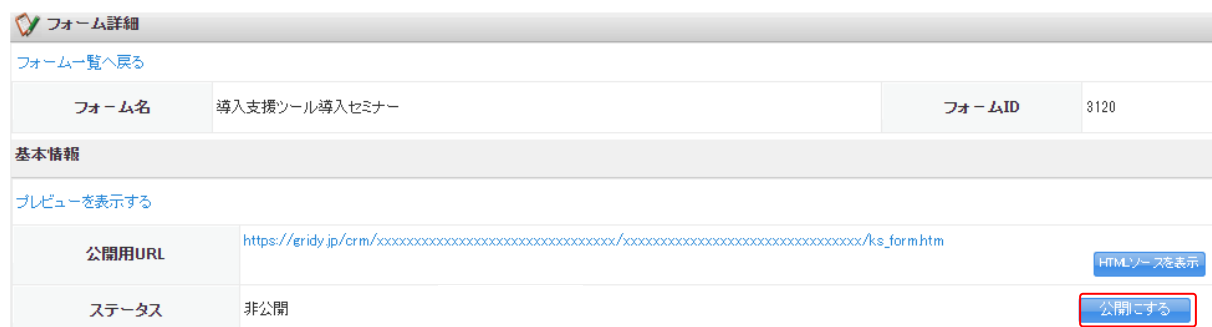 フォーム詳細
フォーム一覧へ戻る
フォーム名 導入支援ツール導入セミナー フォームID 3120
基本情報
プレビューを表示する
公開用URL https://gridy.jp/crm/xxxxxxxxxxxxxxxxxxxxxxxxxxxxxxxx/xxxxxxxxxxxxxxxxxxxxxxxxxxxxxxxx/ks_form.htm
HTMLソースを表示
ステータス 非公開 公開にする